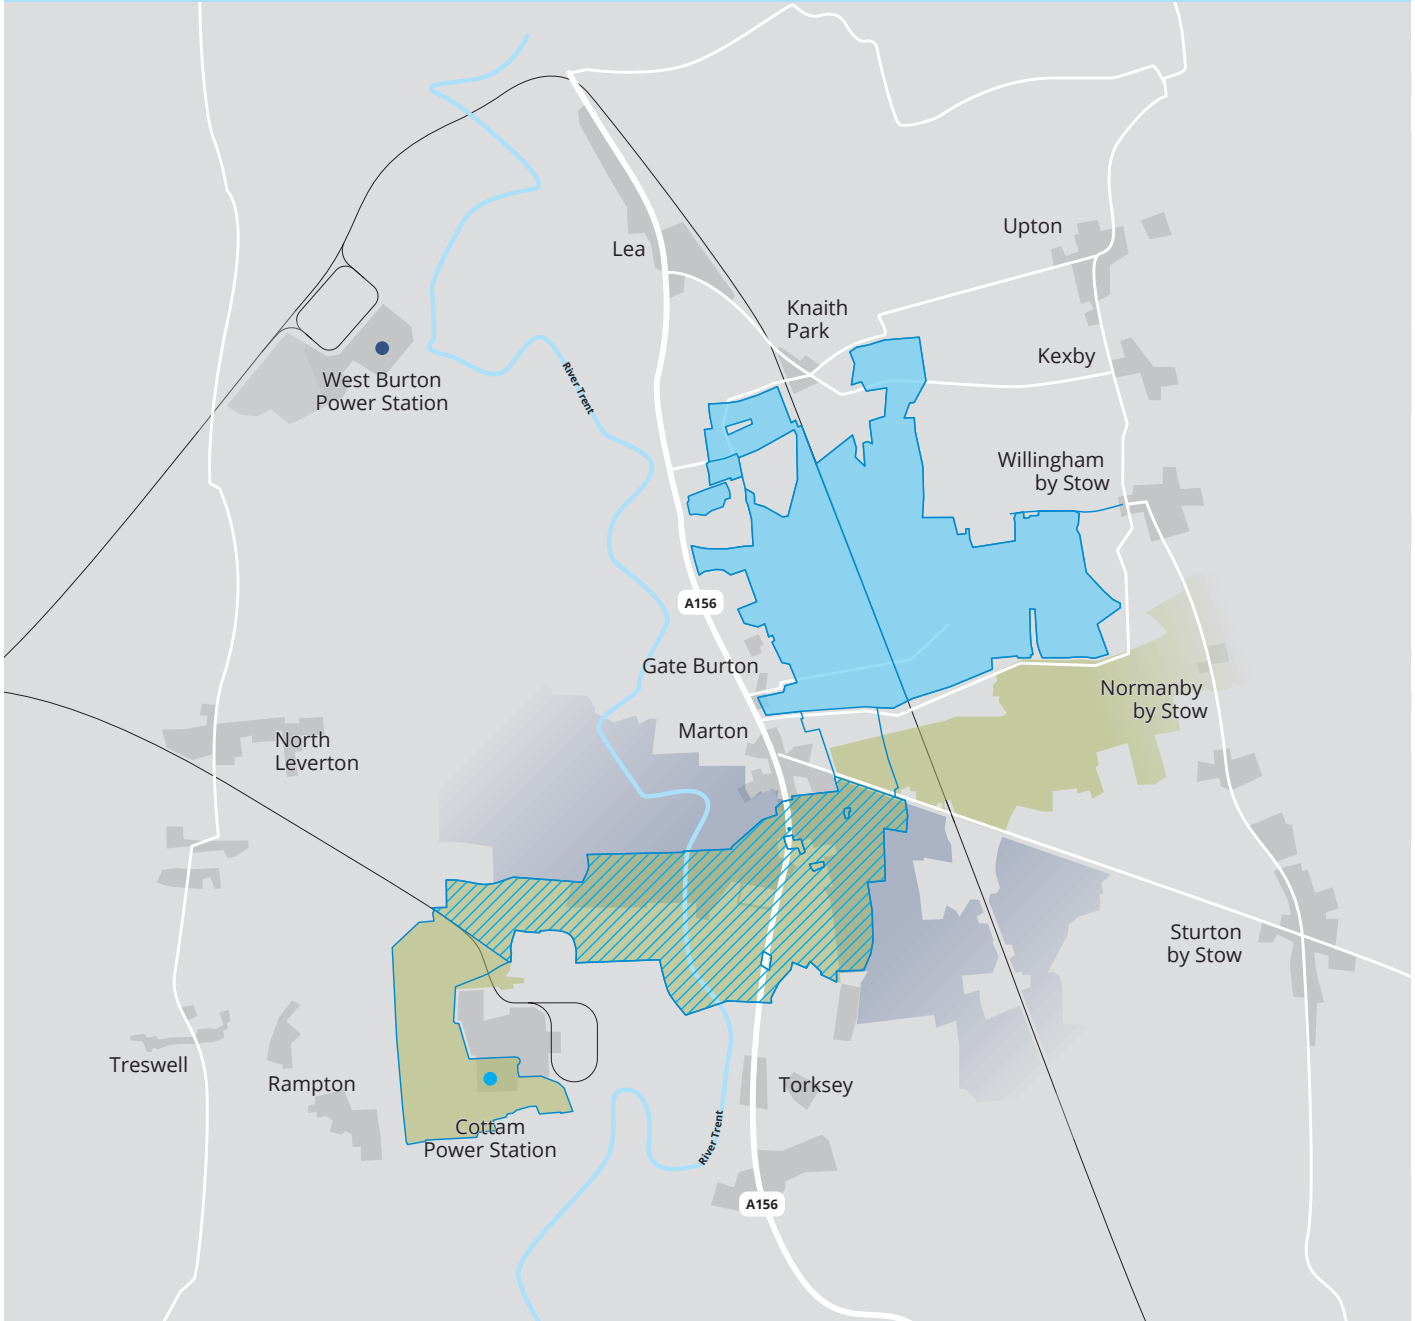 Upton
Lea
Knaith
Park
Kexby
West Burton
Power Station
River Trent
Willingham
by Stow
A156
Gate Burton
Normanby
by Stow
Marton
North
Leverton
Sturton
by Stow
Treswell
Rampton
Torksey
Cottam
Power Station
River Trent
A156